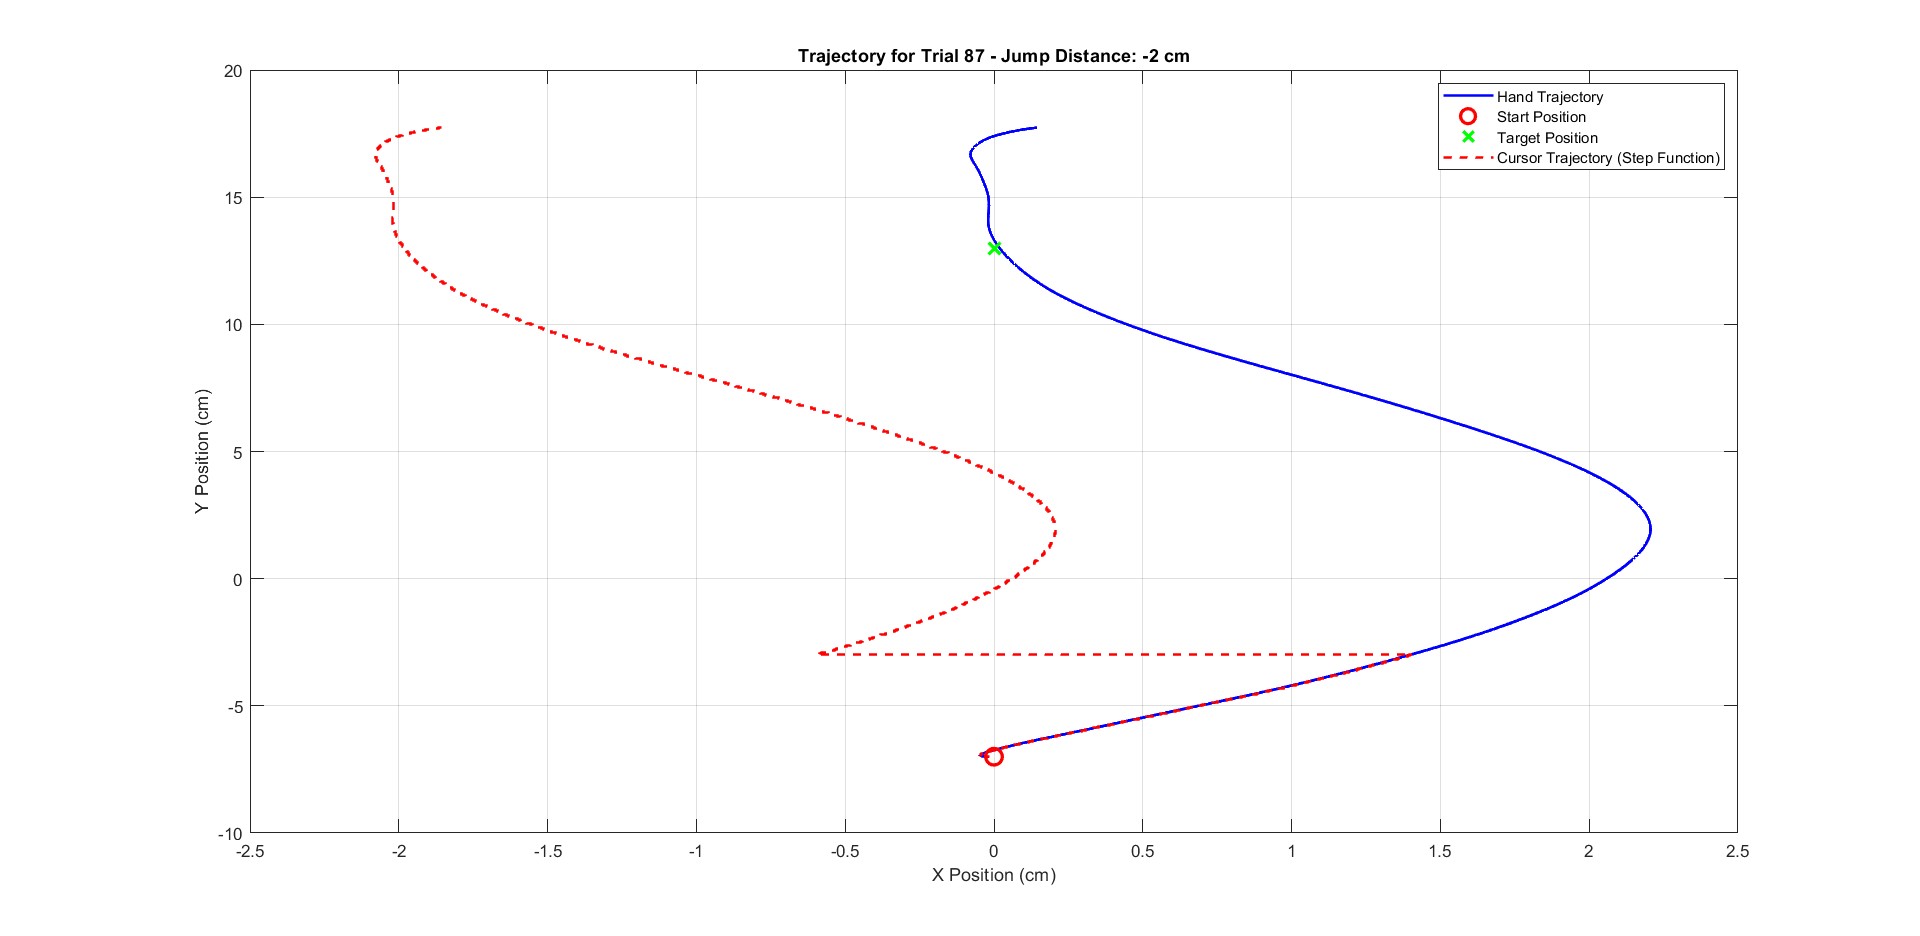 Trajectory for Trial 87 - Jump Distance: -2 cm
Hand Trajectory
Start Position
Target Position
Cursor Trajectory (Step Function)
Y Position (cm)
20
15
10
5
0
-5
-10
-2.5 -2 -1.5 -1 -0.5 0 0.5 1 1.5 2 2.5
X Position (cm)